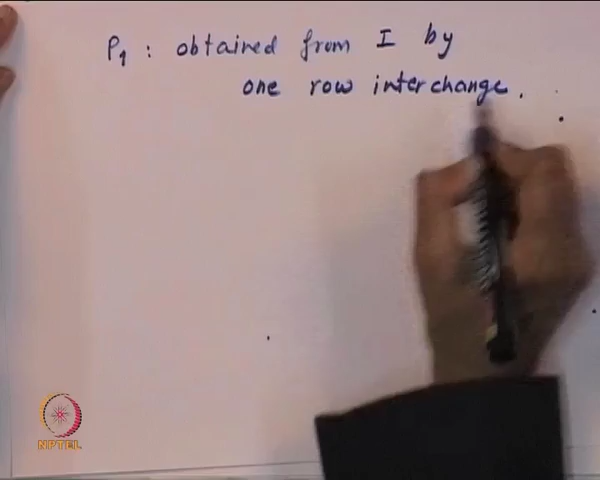 P₁ : obtained from I by
one row interchange.
NPTEL